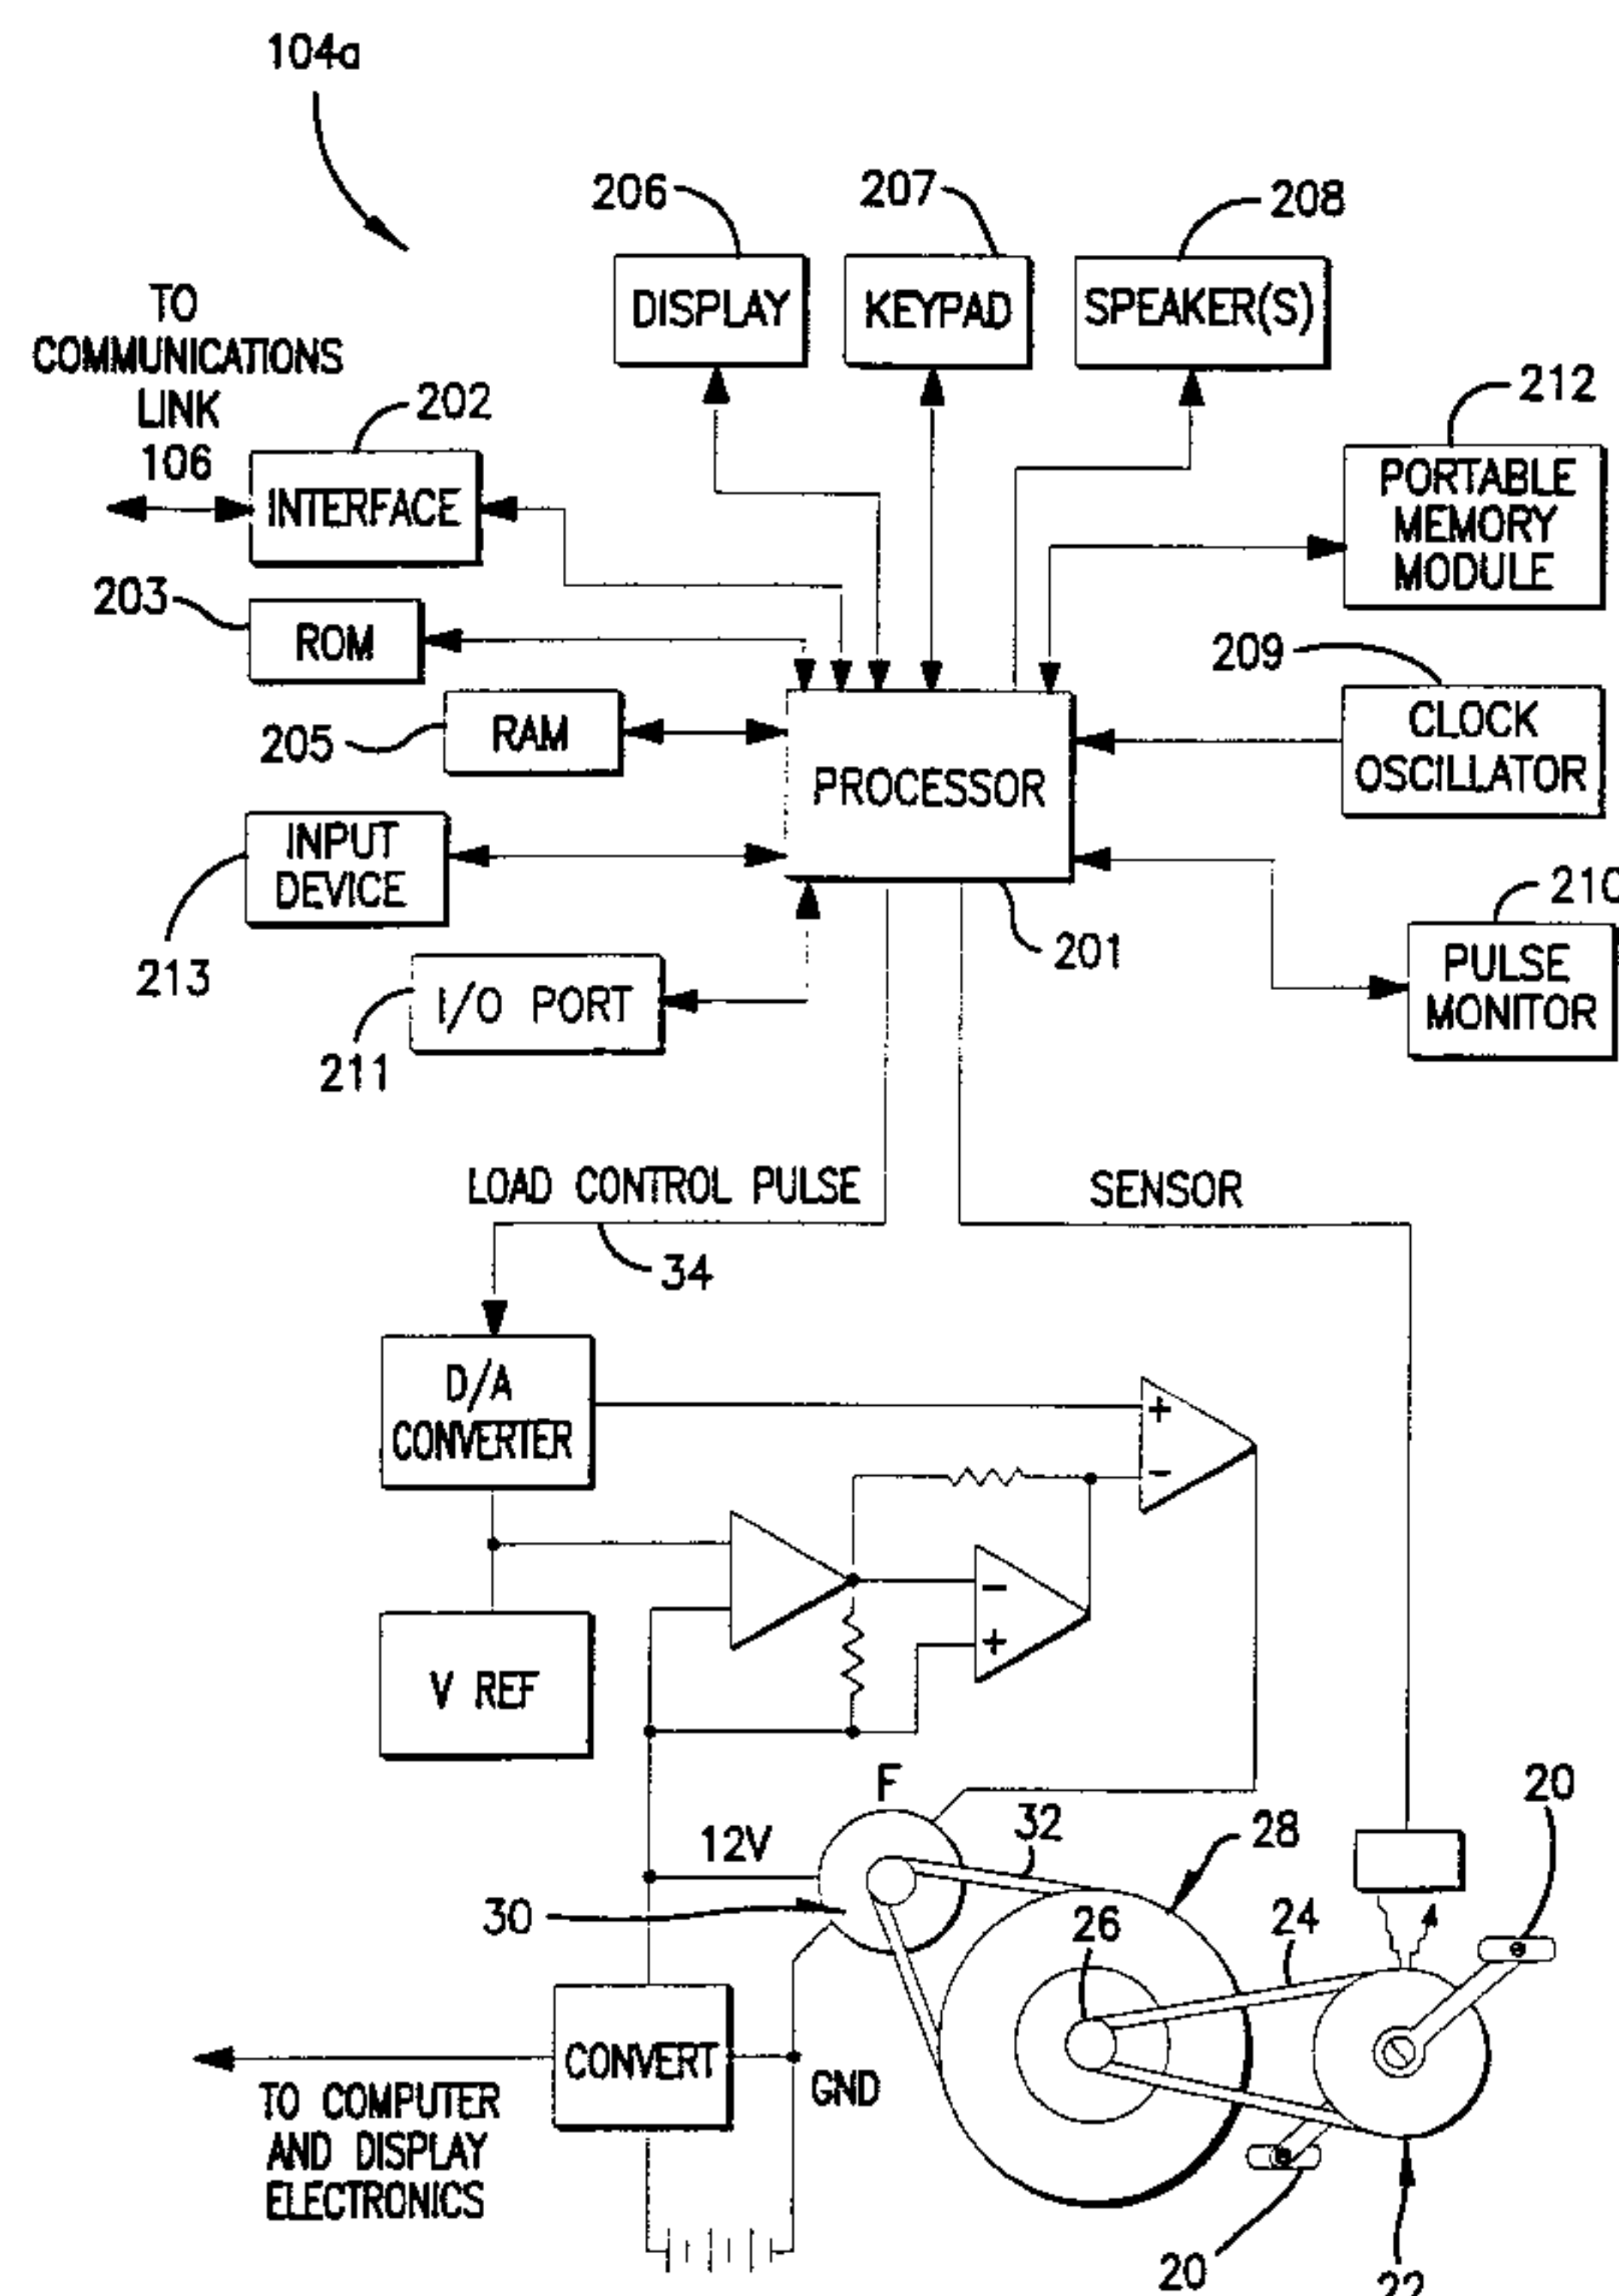 104a
206
207
208
DISPLAY
KEYPAD
SPEAKER(S)
TO
COMMUNICATIONS
LINK
106
202
INTERFACE
212
PORTABLE
MEMORY
MODULE
203
ROM
209
CLOCK
OSCILLATOR
205
RAM
PROCESSOR
INPUT
DEVICE
213
201
210
PULSE
MONITOR
I/O PORT
211
LOAD CONTROL PULSE
SENSOR
34
D/A
CONVERTER
+
−
−
+
V REF
F
12V
32
28
20
30
26
24
CONVERT
GND
TO COMPUTER
AND DISPLAY
ELECTRONICS
20
22